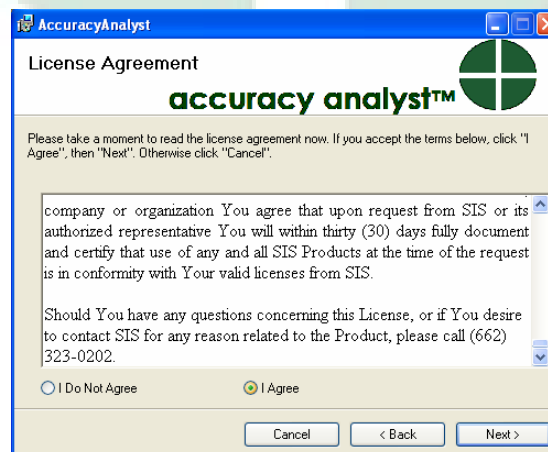 AccuracyAnalyst
License Agreement
accuracy analyst™
Please take a moment to read the license agreement now. If you accept the terms below, click "I
Agree", then "Next". Otherwise click "Cancel".
company or organization You agree that upon request from SIS or its
authorized representative You will within thirty (30) days fully document
and certify that use of any and all SIS Products at the time of the request
is in conformity with Your valid licenses from SIS.
Should You have any questions concerning this License, or if You desire
to contact SIS for any reason related to the Product, please call (662)
323-0202.
I Do Not Agree
I Agree
Cancel
< Back
Next >